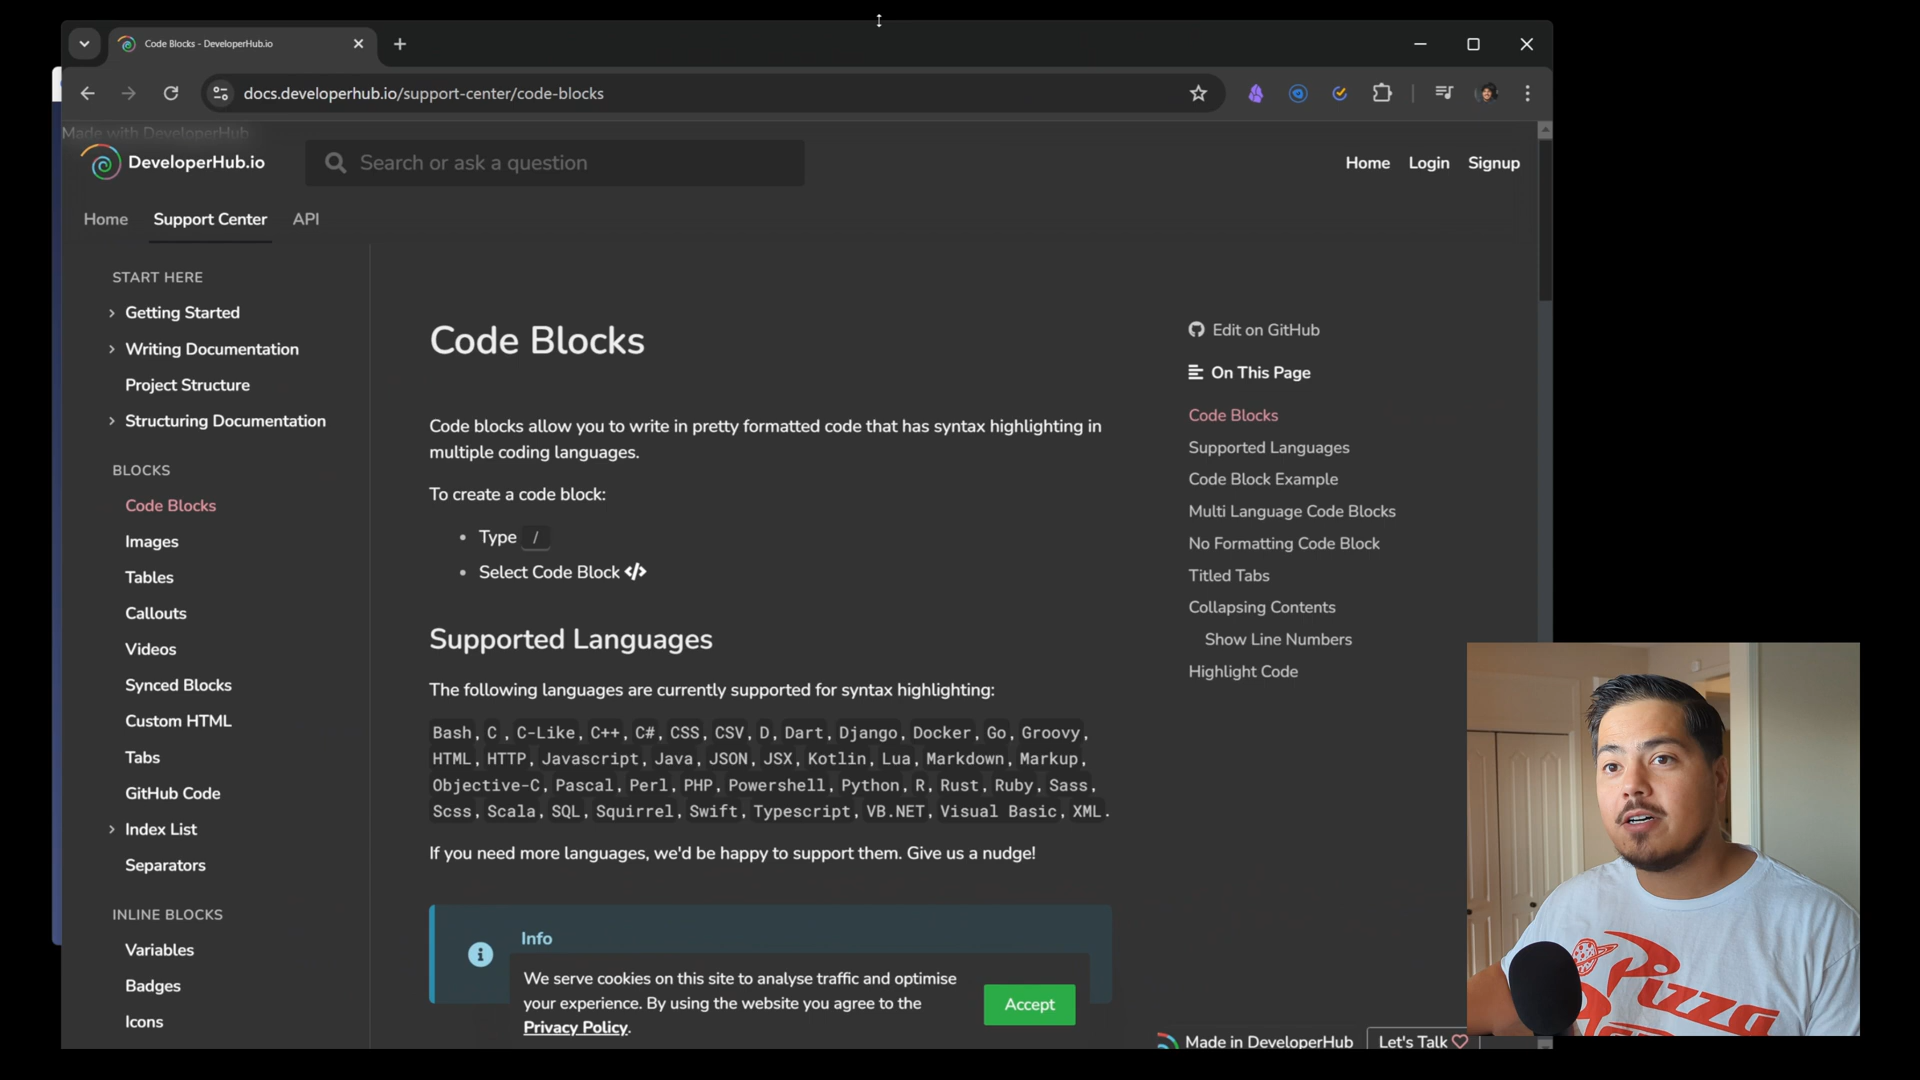 Code Blocks - DeveloperHub.io
docs.developerhub.io/support-center/code-blocks
Made with DeveloperHub
DeveloperHub.io
Search or ask a question
Home Login Signup
Home Support Center API
START HERE
Getting Started
Writing Documentation
Project Structure
Structuring Documentation
BLOCKS
Code Blocks
Images
Tables
Callouts
Videos
Synced Blocks
Custom HTML
Tabs
GitHub Code
Index List
Separators
INLINE BLOCKS
Variables
Badges
Icons
Code Blocks
Code blocks allow you to write in pretty formatted code that has syntax highlighting in
multiple coding languages.
To create a code block:
Type /
Select Code Block
Supported Languages
The following languages are currently supported for syntax highlighting:
Bash, C , C-Like, C++, C#, CSS, CSV, D, Dart, Django, Docker, Go, Groovy,
HTML, HTTP, Javascript, Java, JSON, JSX, Kotlin, Lua, Markdown, Markup,
Objective-C, Pascal, Perl, PHP, Powershell, Python, R, Rust, Ruby, Sass,
Scss, Scala, SQL, Squirrel, Swift, Typescript, VB.NET, Visual Basic, XML.
If you need more languages, we'd be happy to support them. Give us a nudge!
Info
We serve cookies on this site to analyse traffic and optimise
your experience. By using the website you agree to the
Privacy Policy.
Accept
Edit on GitHub
On This Page
Code Blocks
Supported Languages
Code Block Example
Multi Language Code Blocks
No Formatting Code Block
Titled Tabs
Collapsing Contents
Show Line Numbers
Highlight Code
Made in DeveloperHub
Let's Talk
Pizza